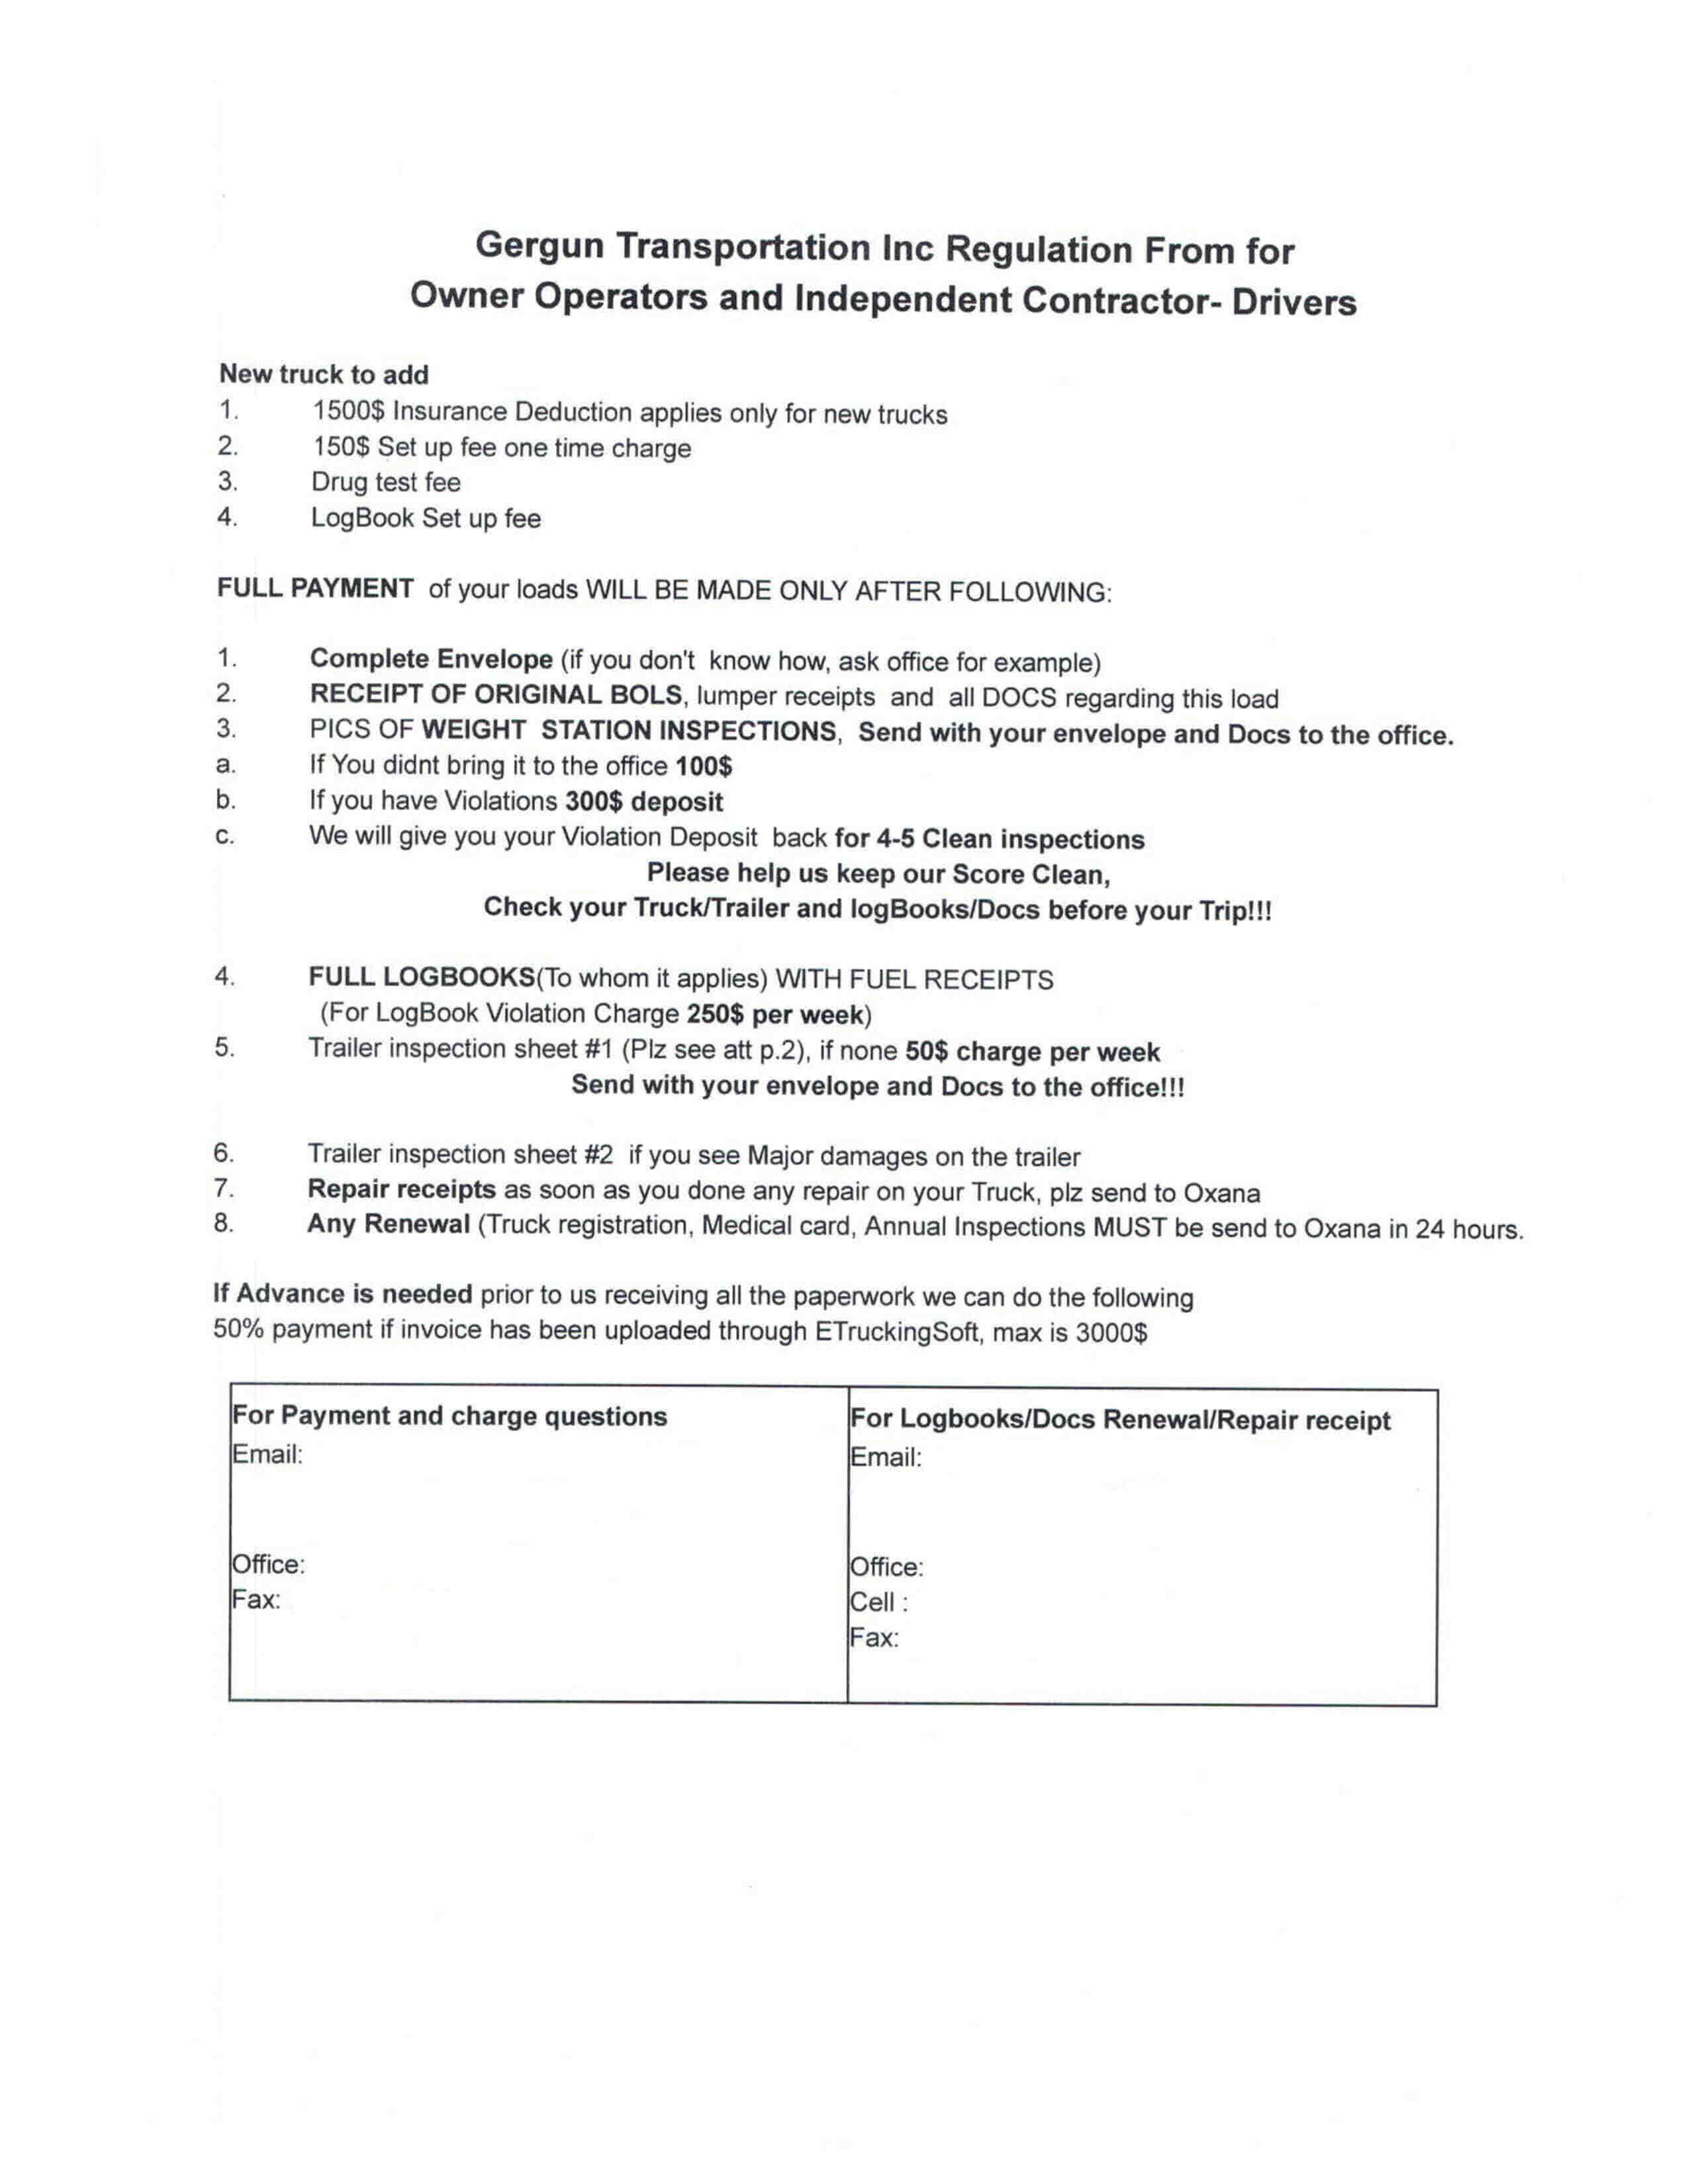 Gergun Transportation Inc Regulation From for
Owner Operators and Independent Contractor- Drivers
New truck to add
1. 1500$ Insurance Deduction applies only for new trucks
2. 150$ Set up fee one time charge
3. Drug test fee
4. LogBook Set up fee
FULL PAYMENT of your loads WILL BE MADE ONLY AFTER FOLLOWING:
1. Complete Envelope (if you don't know how, ask office for example)
2. RECEIPT OF ORIGINAL BOLS, lumper receipts and all DOCS regarding this load
3. PICS OF WEIGHT STATION INSPECTIONS, Send with your envelope and Docs to the office.
a. If You didnt bring it to the office 100$
b. If you have Violations 300$ deposit
c. We will give you your Violation Deposit back for 4-5 Clean inspections
Please help us keep our Score Clean,
Check your Truck/Trailer and logBooks/Docs before your Trip!!!
4. FULL LOGBOOKS(To whom it applies) WITH FUEL RECEIPTS
(For LogBook Violation Charge 250$ per week)
5. Trailer inspection sheet #1 (Plz see att p.2), if none 50$ charge per week
Send with your envelope and Docs to the office!!!
6. Trailer inspection sheet #2 if you see Major damages on the trailer
7. Repair receipts as soon as you done any repair on your Truck, plz send to Oxana
8. Any Renewal (Truck registration, Medical card, Annual Inspections MUST be send to Oxana in 24 hours.
If Advance is needed prior to us receiving all the paperwork we can do the following
50% payment if invoice has been uploaded through ETruckingSoft, max is 3000$
For Payment and charge questions
Email:
Office:
Fax:
For Logbooks/Docs Renewal/Repair receipt
Email:
Office:
Cell :
Fax: